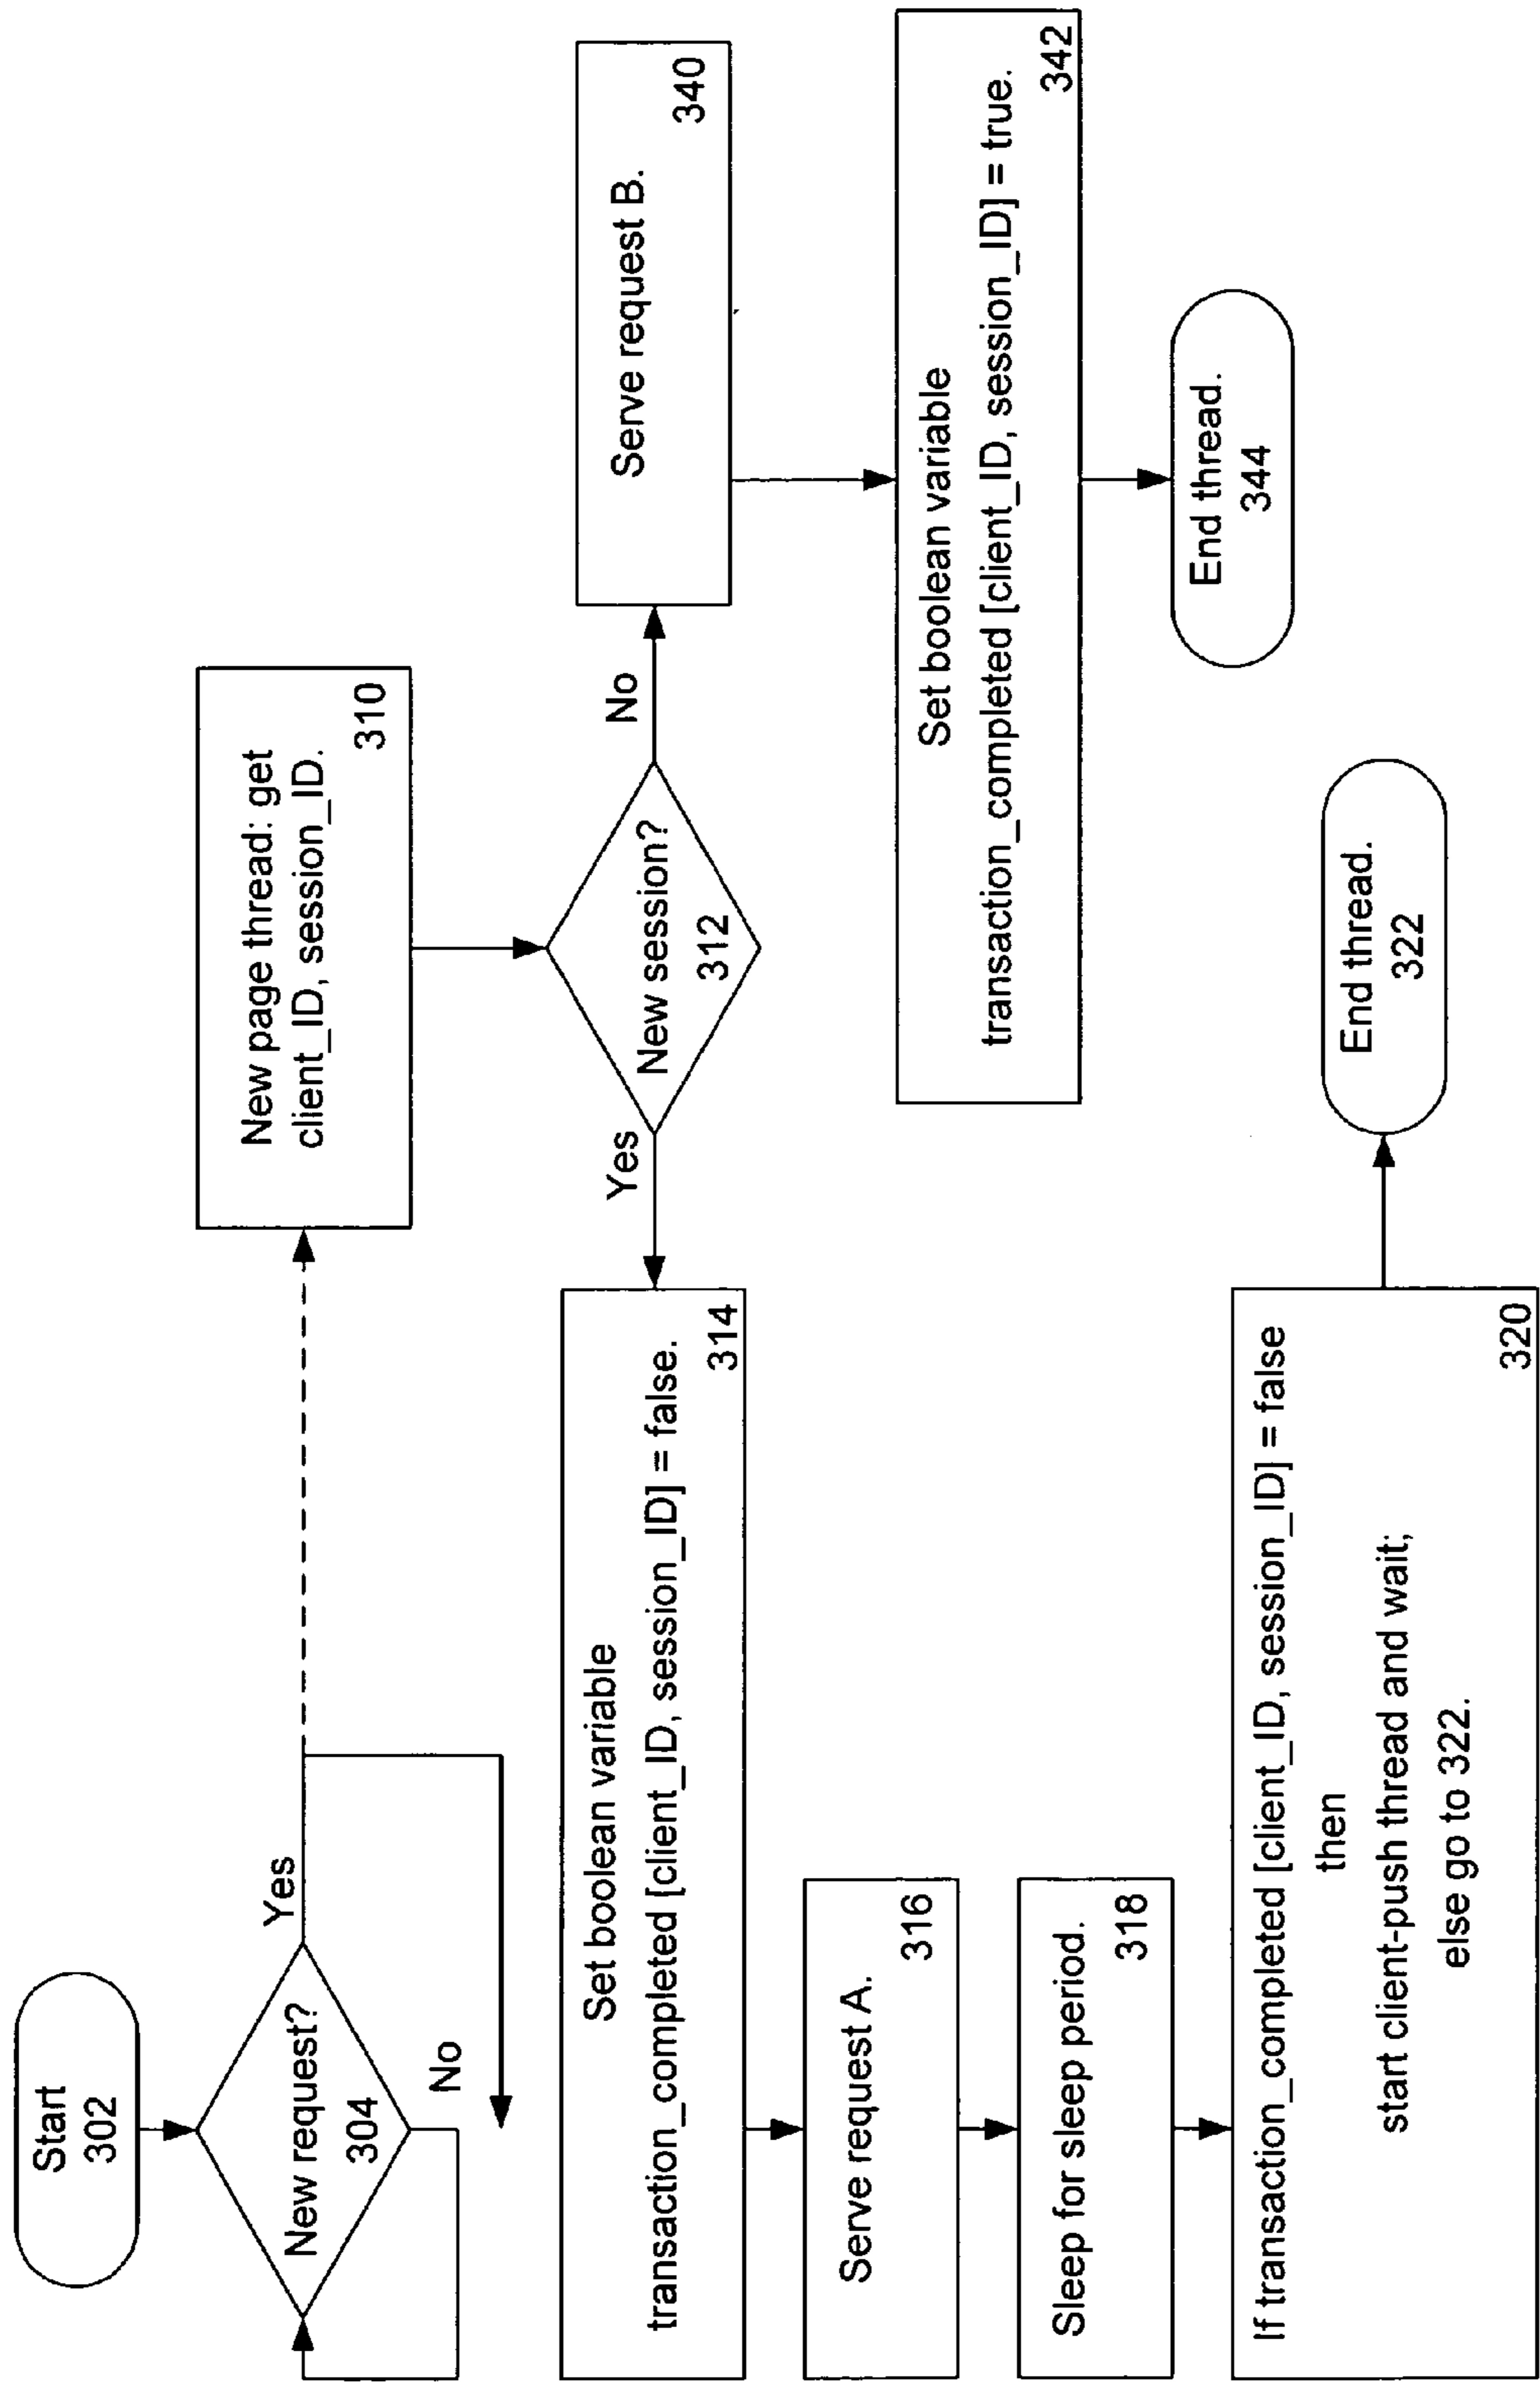 Start
302
New request?
304
Yes
No
New page thread: get
client_ID, session_ID.
310
New session?
312
Yes
No
Set boolean variable
transaction_completed [client_ID, session_ID] = false.
314
Serve request A.
316
Sleep for sleep period.
318
If transaction_completed [client_ID, session_ID] = false
then
start client-push thread and wait;
else go to 322.
320
End thread.
322
Serve request B.
340
Set boolean variable
transaction_completed [client_ID, session_ID] = true.
342
End thread.
344